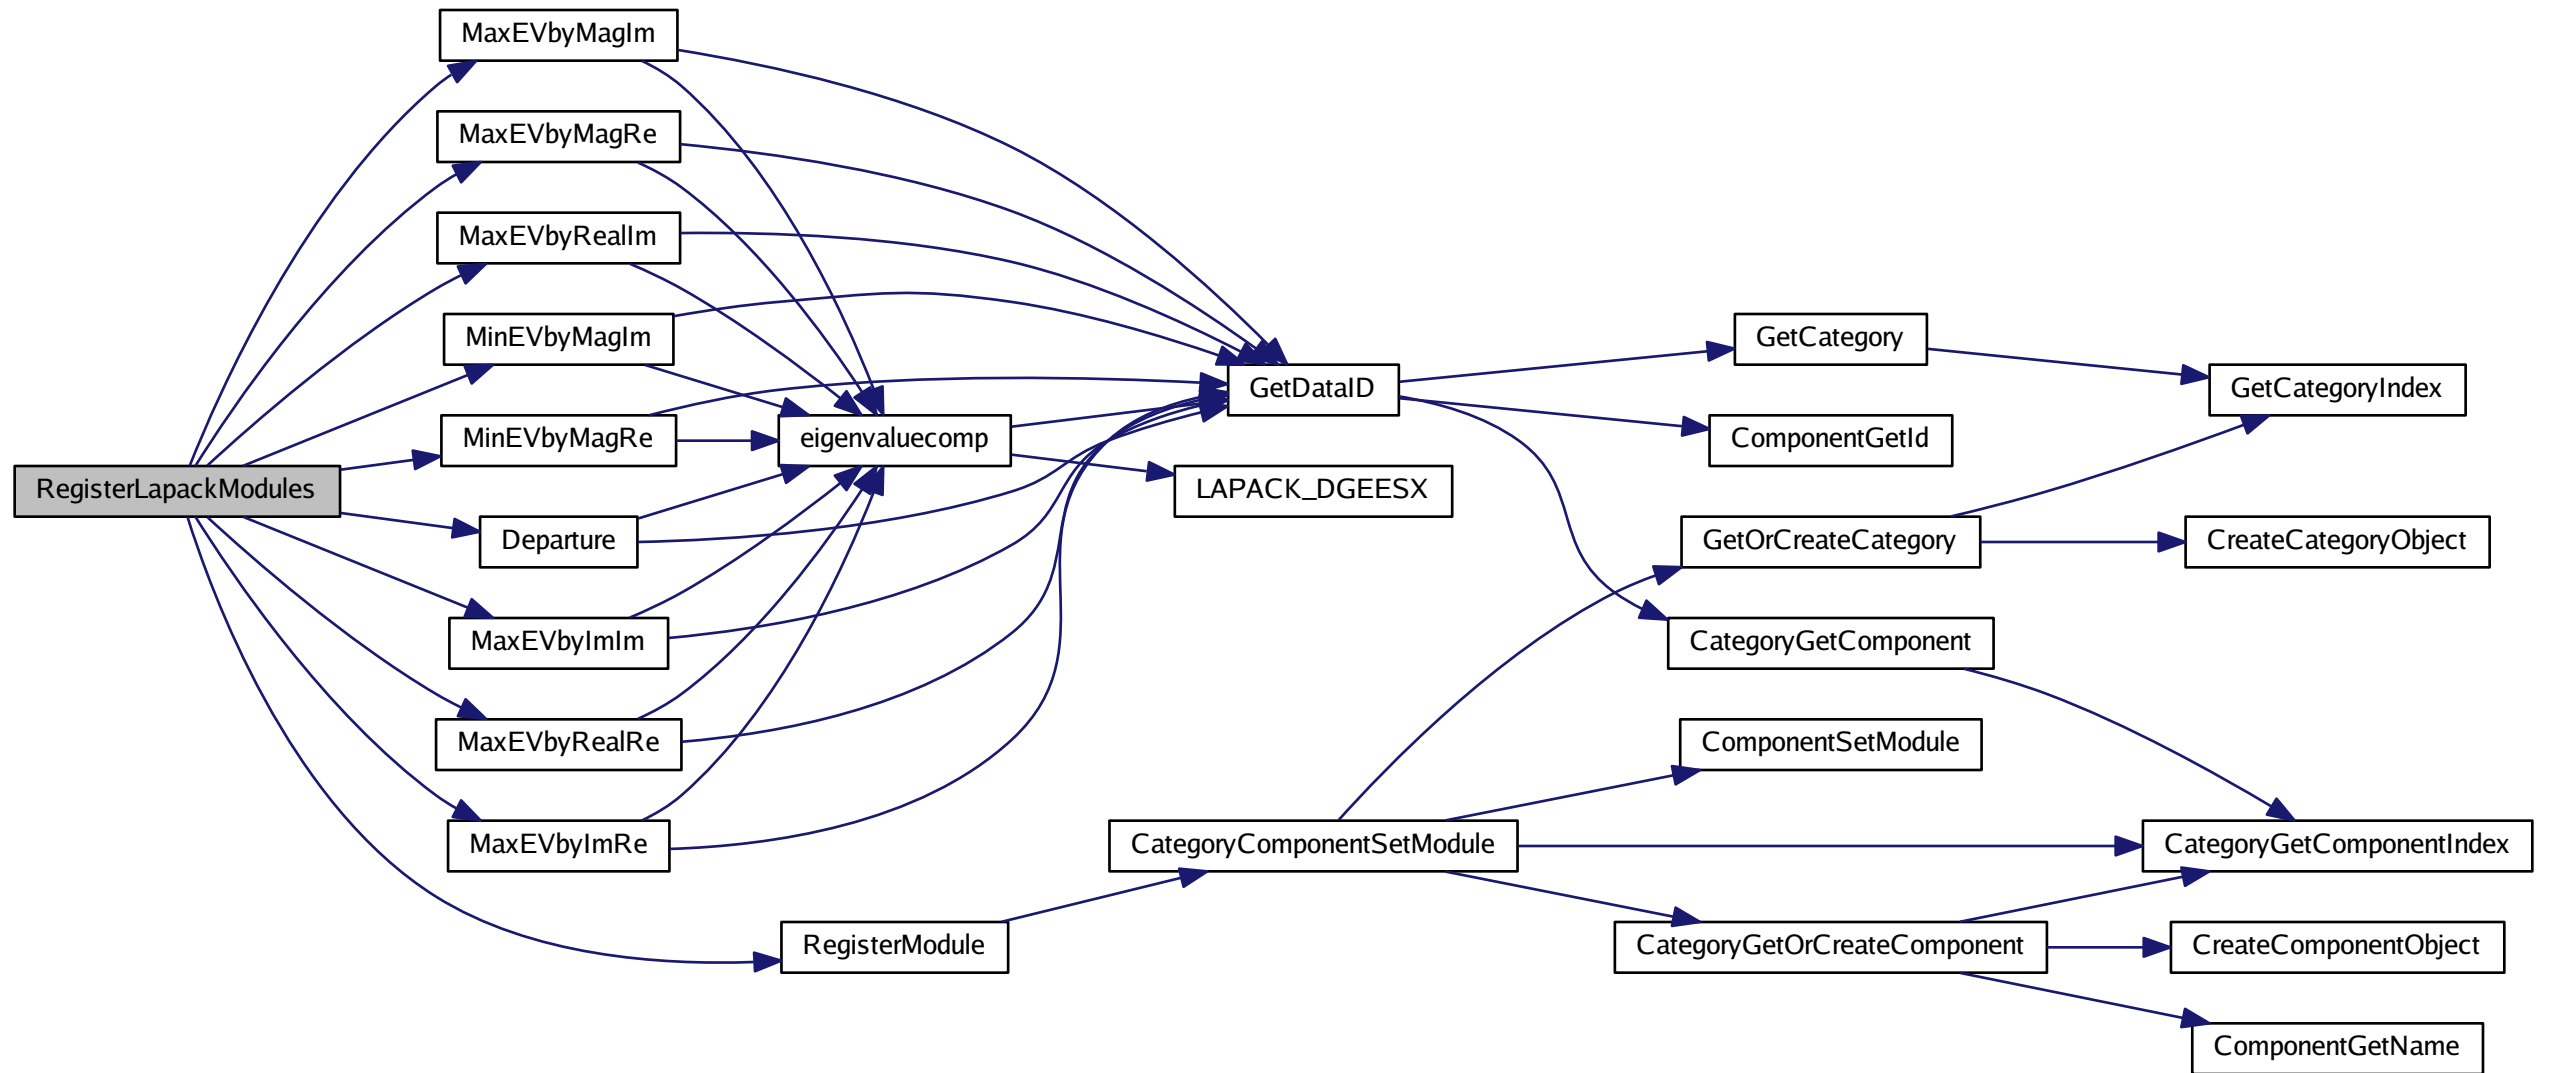 MaxEVbyMagIm
MaxEVbyMagRe
MaxEVbyRealIm
MinEVbyMagIm
MinEVbyMagRe
RegisterLapackModules
Departure
MaxEVbyImIm
MaxEVbyRealRe
MaxEVbyImRe
RegisterModule
eigenvaluecomp
GetDataID
LAPACK_DGEESX
CategoryComponentSetModule
GetCategory
ComponentGetId
GetOrCreateCategory
CategoryGetComponent
ComponentSetModule
CategoryGetOrCreateComponent
GetCategoryIndex
CreateCategoryObject
CategoryGetComponentIndex
CreateComponentObject
ComponentGetName